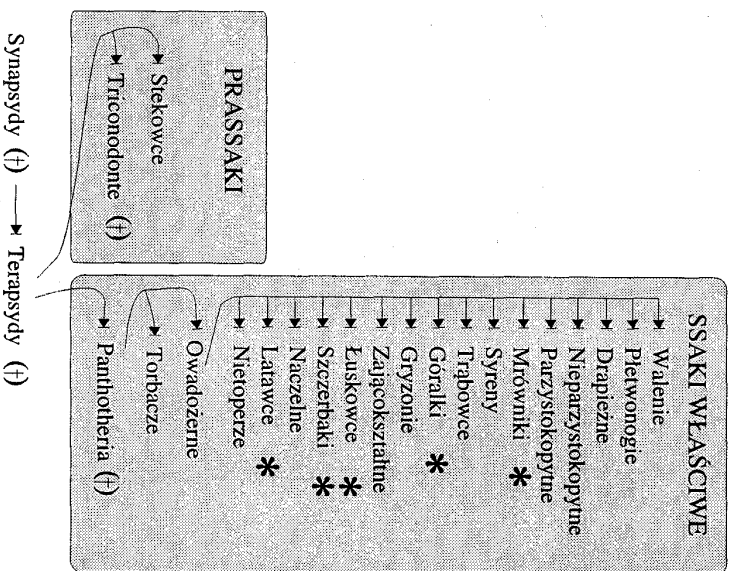 SSAKI WŁAŚCIWE
Walenie
Płetwonogie
Drapieżne
Nieparzystokopytne
Parzystokopytne
Mrówniki *
Syreny
Trąbowce
Góralki *
Gryzonie
Zającokształtne
Łuskowce *
Szczerbaki *
Naczelne
Latawce *
Nietoperze
Owadożerne
Torbacze
Panthotheria (†)
PRASSAKI
Stekowce
Triconodonte (†)
Synapsydy (†) → Terapsydy (†)